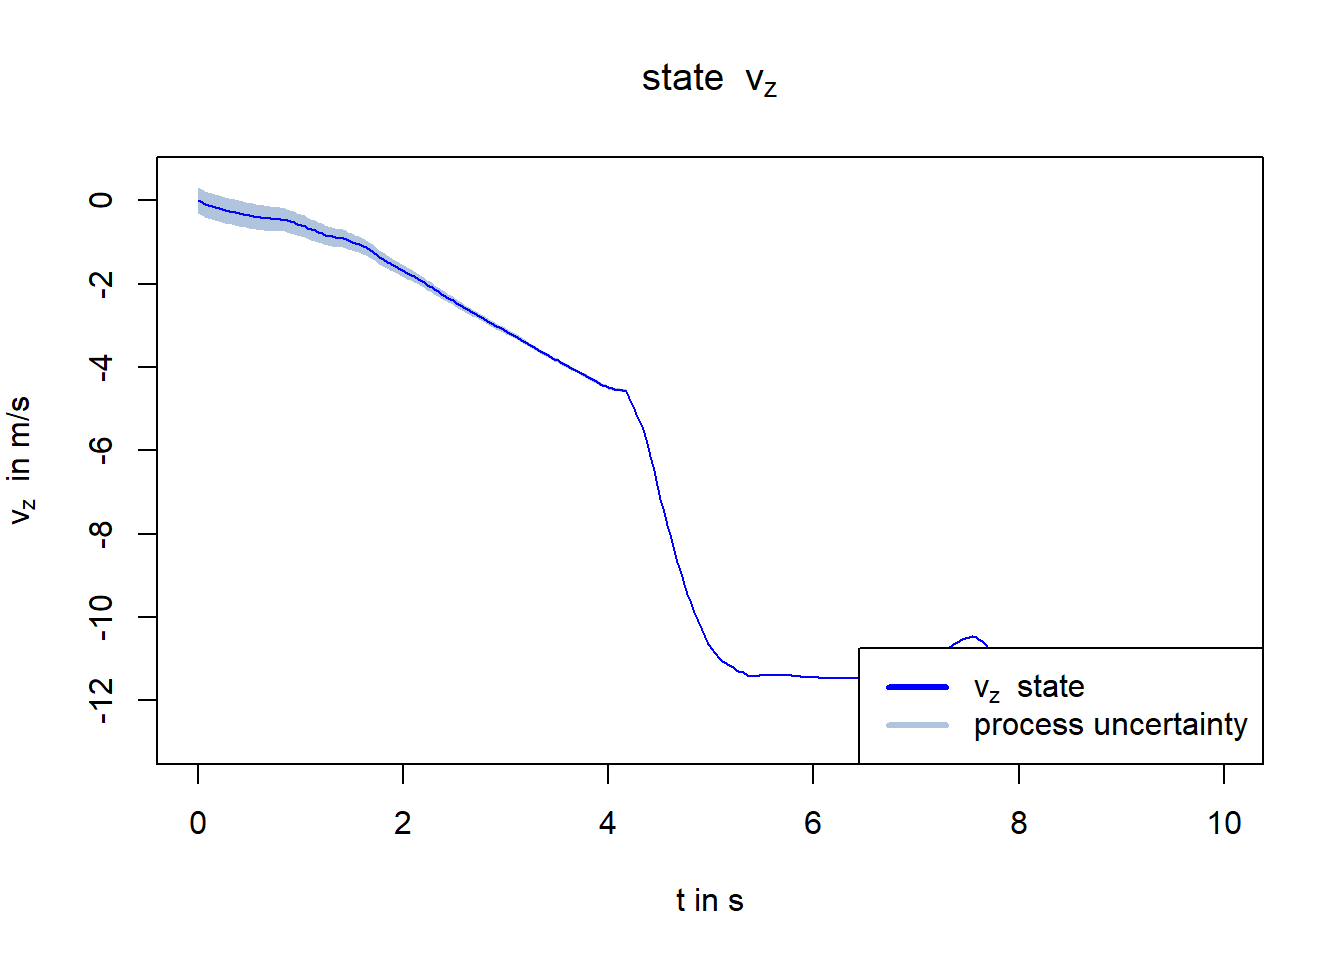 state v_z
0
-2
-4
-6
-8
-10
-12
v_z in m/s
v_z state
process uncertainty
0 2 4 6 8 10
t in s